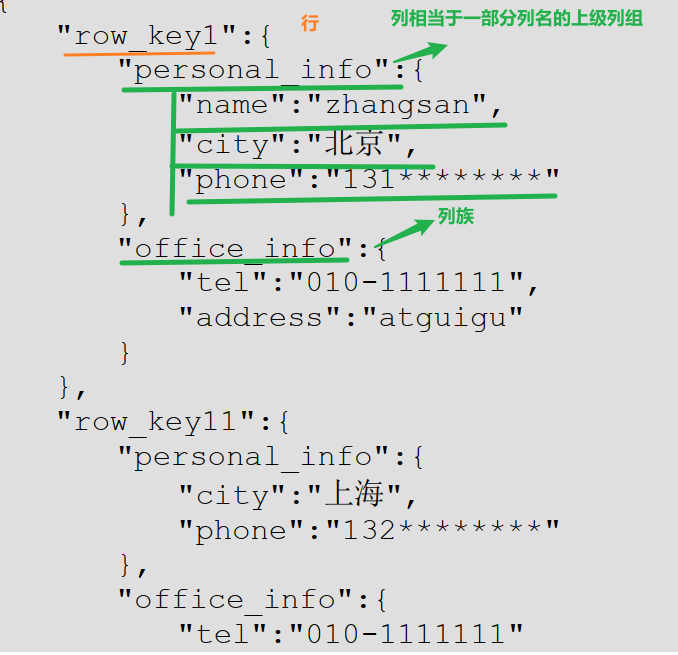 {
"row_key1":{ 行 列相当于一部分列名的上级列组
"personal_info":{
"name":"zhangsan",
"city":"北京",
"phone":"131********"
},
列族
"office_info":{
"tel":"010-1111111",
"address":"atguigu"
}
},
"row_key11":{
"personal_info":{
"city":"上海",
"phone":"132********"
},
"office_info":{
"tel":"010-1111111"